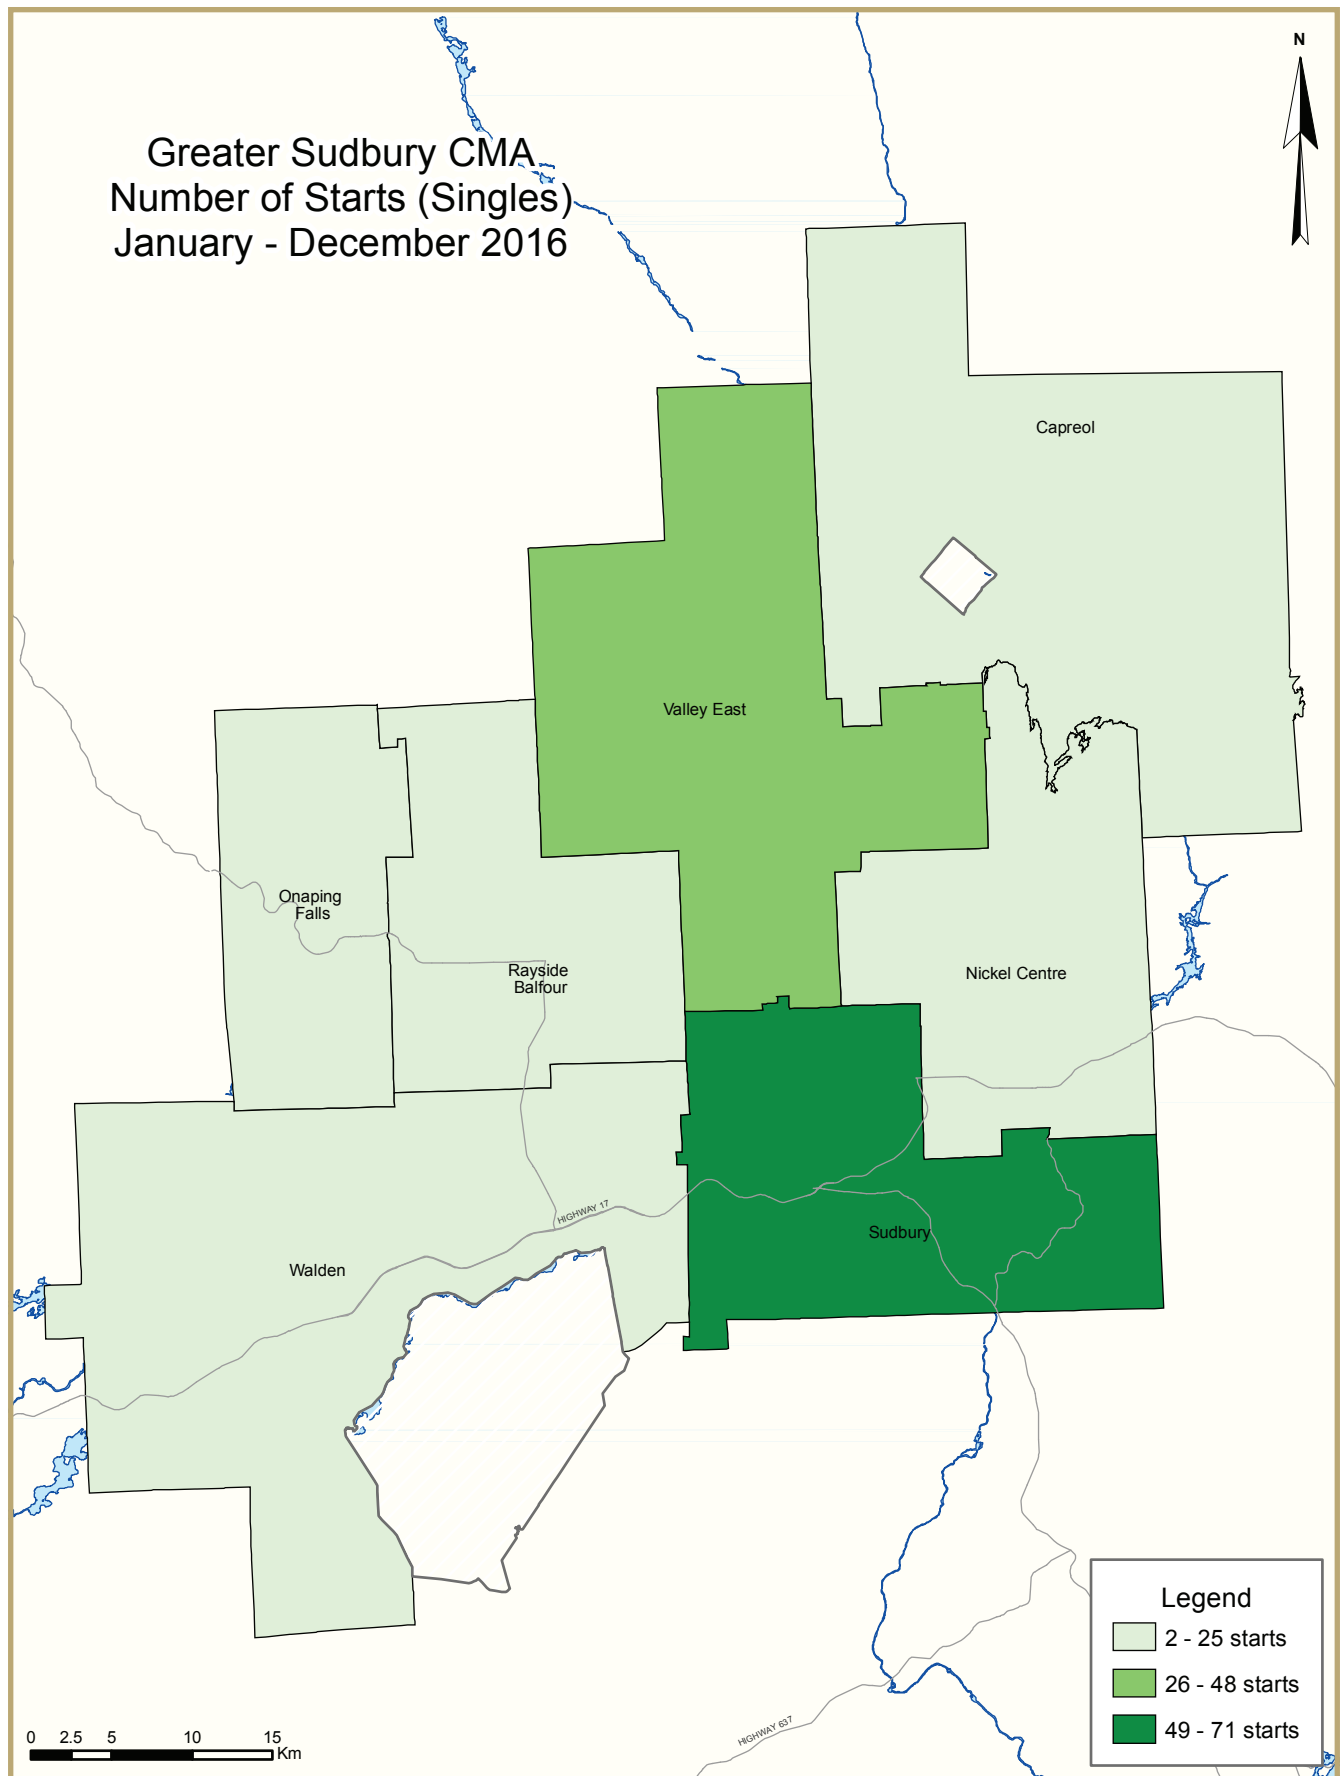 N
Greater Sudbury CMA
Number of Starts (Singles)
January - December 2016
Capreol
Valley East
Onaping
Falls
Rayside
Balfour
Nickel Centre
HIGHWAY 17
Sudbury
Walden
HIGHWAY 637
Legend
2 - 25 starts
26 - 48 starts
49 - 71 starts
0 2.5 5 10 15
Km